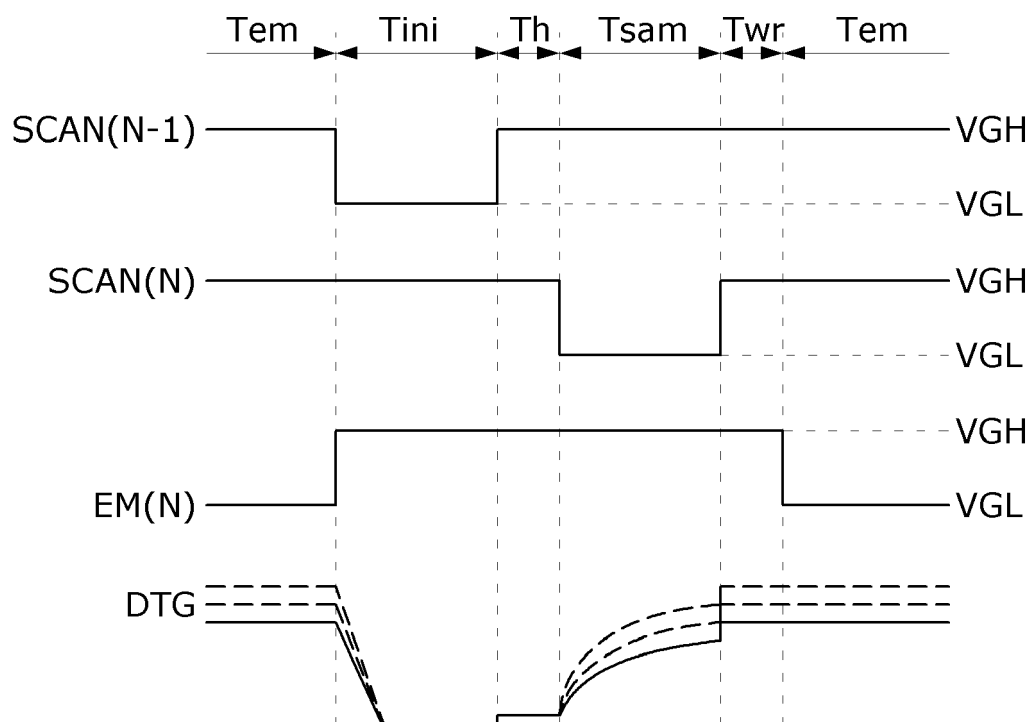 Tem Tini Th Tsam Twr Tem
SCAN(N-1) VGH
VGL
SCAN(N) VGH
VGL
VGH
EM(N) VGL
DTG